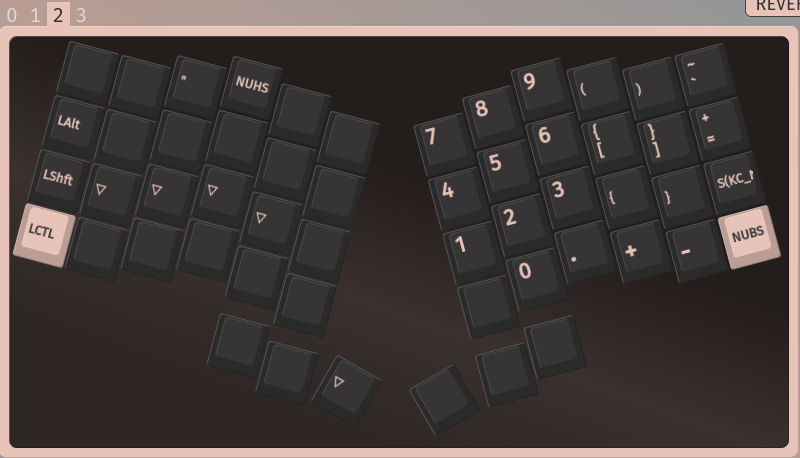 0 1 2 3
REVER
" NUHS 9 ( ) ~ `
LAlt 7 8 6 { [ } ] + =
LShft ▽ ▽ ▽ ▽ 4 5 3 { } S(KC_
LCTL 1 2 . + - NUBS
0
▽